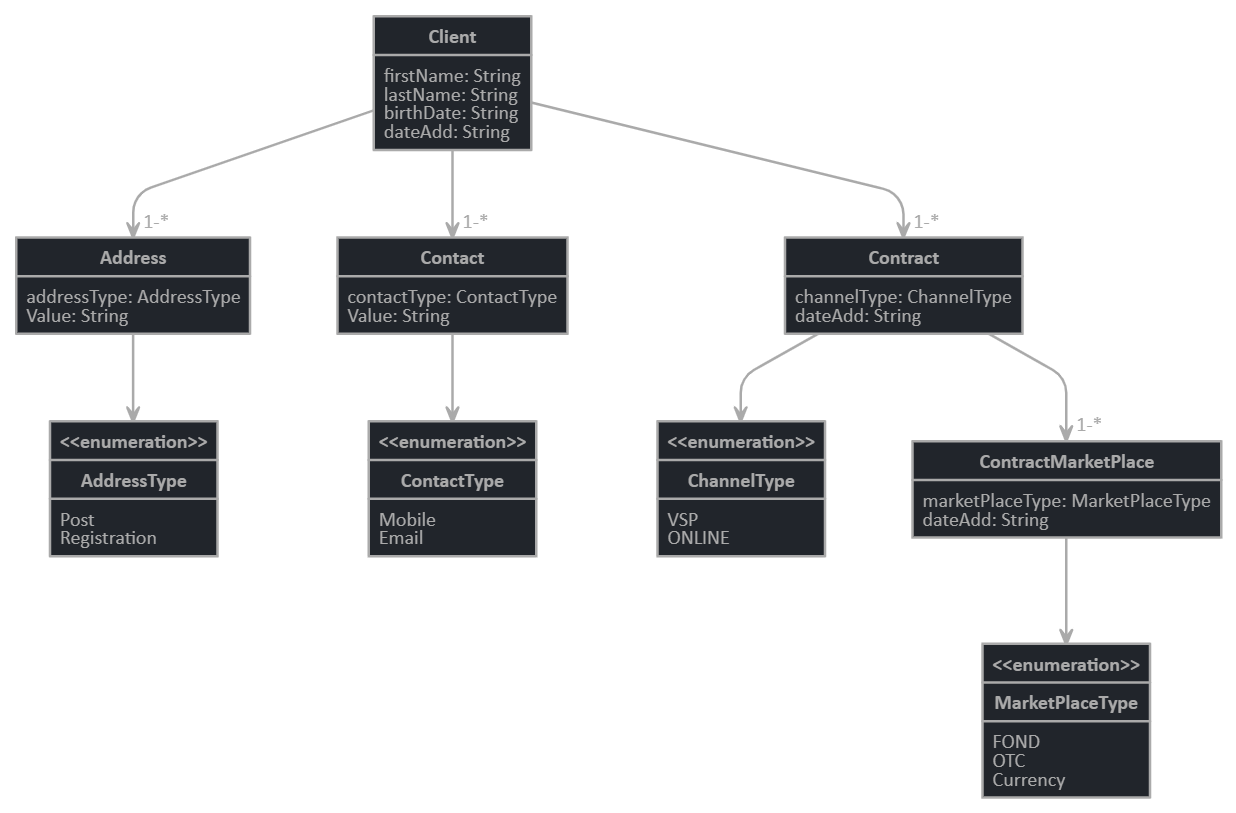 Client
firstName: String
lastName: String
birthDate: String
dateAdd: String
1-*
1-*
1-*
Address
addressType: AddressType
Value: String
Contact
contactType: ContactType
Value: String
Contract
channelType: ChannelType
dateAdd: String
1-*
<<enumeration>>
AddressType
Post
Registration
<<enumeration>>
ContactType
Mobile
Email
<<enumeration>>
ChannelType
VSP
ONLINE
ContractMarketPlace
marketPlaceType: MarketPlaceType
dateAdd: String
<<enumeration>>
MarketPlaceType
FOND
OTC
Currency